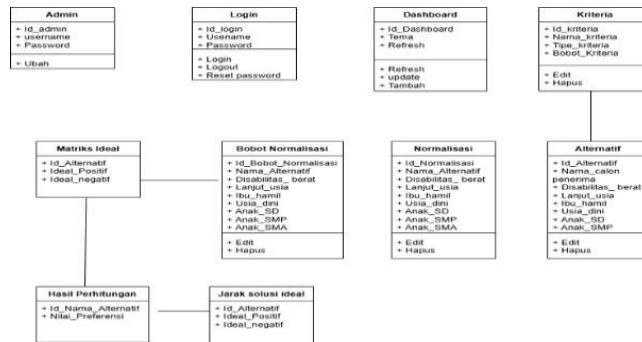 Admin
+ Id_admin
+ username
+ Password
+ Ubah
Login
+ Id_login
+ Usename
+ Password
+ Login
+ Logout
+ Reset password
Dashboard
+ Id_Dashboard
+ Tema
+ Refresh
+ Refresh
+ update
+ Tambah
Kriteria
+ Id_kriteria
+ Nama_kriteria
+ Tipe_kriteria
+ Bobot_Kriteria
+ Edit
+ Hapus
Matriks Ideal
+ Id_Alternatif
+ Ideal_Positif
+ Ideal_negatif
Bobot Normalisasi
+ Id_Bobot_Normalisasi
+ Nama_Alternatif
+ Disabilitas_ berat
+ Lanjut_usia
+ Ibu_hamil
+ Usia_dini
+ Anak_SD
+ Anak_SMP
+ Anak_SMA
+ Edit
+ Hapus
Normalisasi
+ Id_Normalisasi
+ Nama_Alternatif
+ Disabilitas_ berat
+ Lanjut_usia
+ Ibu_hamil
+ Usia_dini
+ Anak_SD
+ Anak_SMP
+ Anak_SMA
+ Edit
+ Hapus
Alternatif
+ Id_Alternatif
+ Nama_calon
penerima
+ Disabilitas_ berat
+ Lanjut_usia
+ Ibu_hamil
+ Usia_dini
+ Anak_SD
+ Anak_SMP
+ Edit
+ Hapus
Hasil Perhitungan
+ Id_Nama_Alternatif
+ Nilai_Preferensi
Jarak solusi ideal
+ Id_Alternatif
+ Ideal_Positif
+ Ideal_negatif